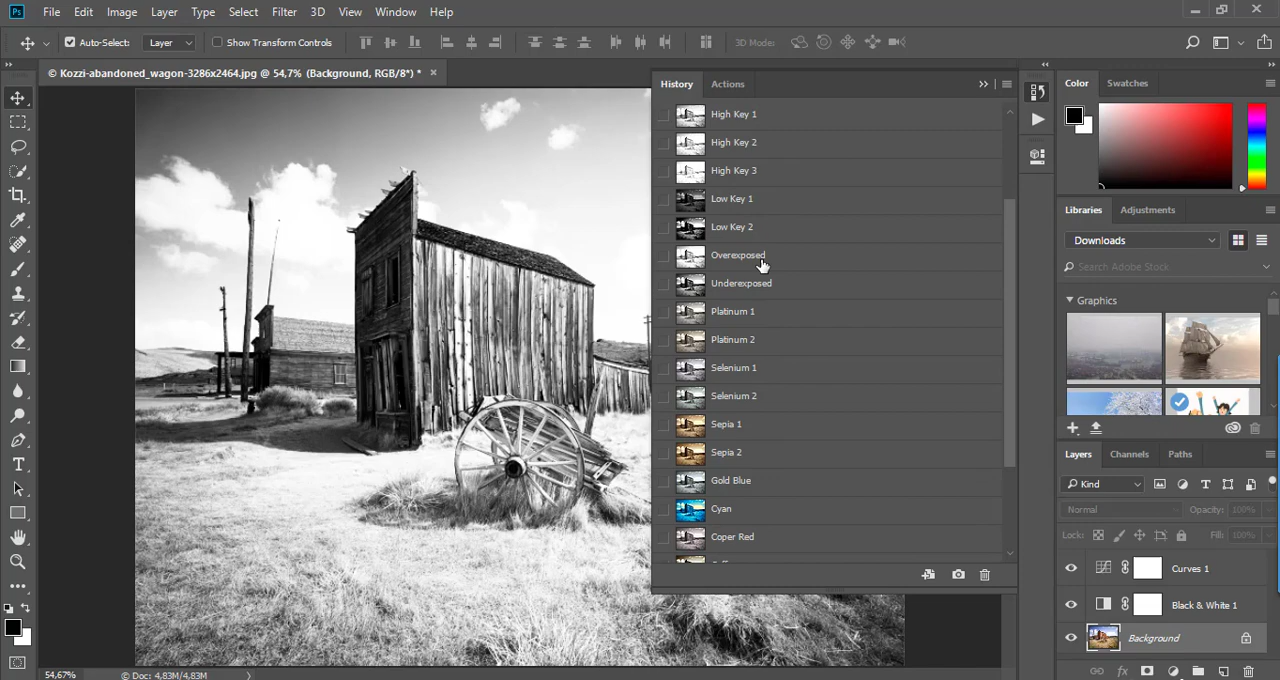 Ps File Edit Image Layer Type Select Filter 3D View Window Help
Auto-Select: Layer Show Transform Controls 3D Mode:
© Kozzi-abandoned_wagon-3286x2464.jpg @ 54,7% (Background, RGB/8*) *
History Actions
High Key 1
High Key 2
High Key 3
Low Key 1
Low Key 2
Overexposed
Underexposed
Platinum 1
Platinum 2
Selenium 1
Selenium 2
Sepia 1
Sepia 2
Gold Blue
Cyan
Coper Red
Color Swatches
Libraries Adjustments
Downloads
Search Adobe Stock
Graphics
Layers Channels Paths
Kind
Normal Opacity: 100%
Lock: Fill: 100%
Curves 1
Black & White 1
Background
54,67% © Doc: 4,83M/4,83M